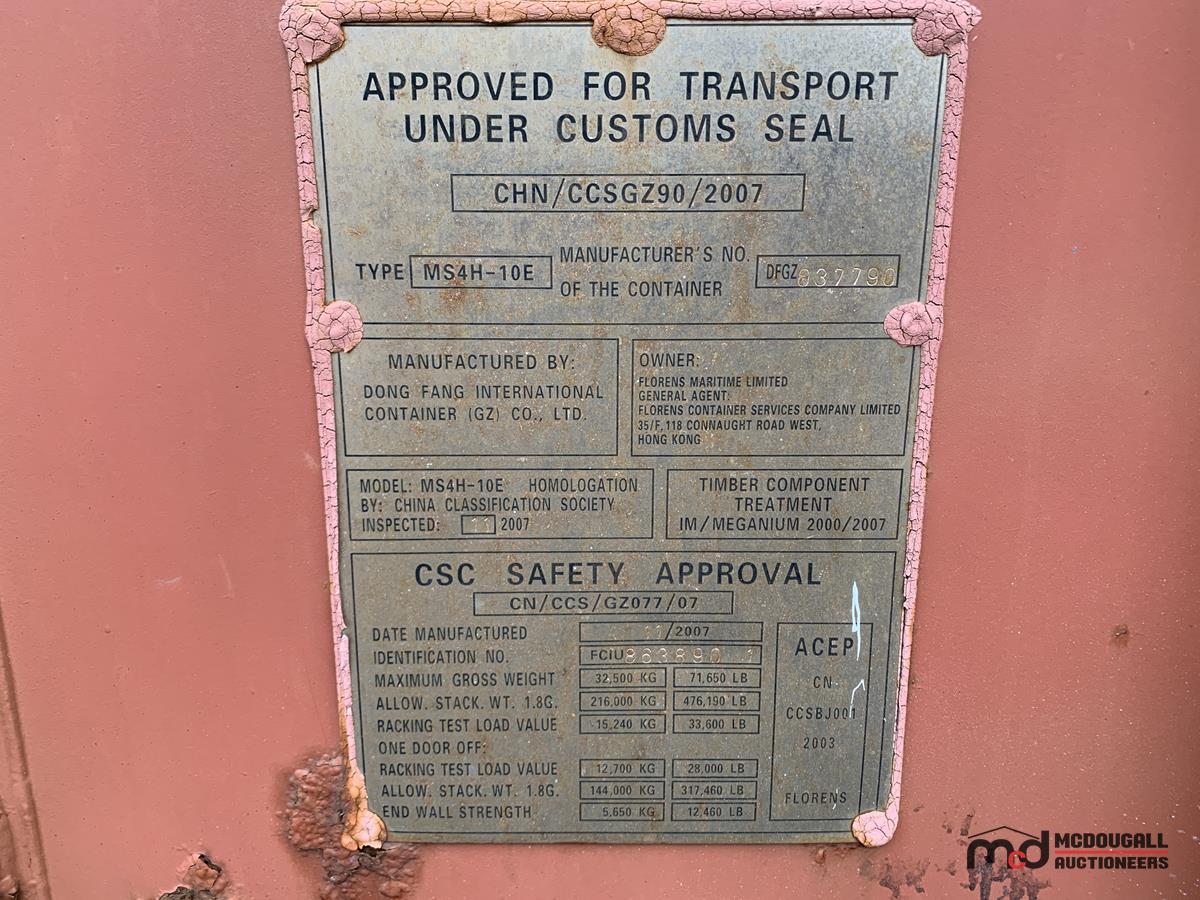 APPROVED FOR TRANSPORT
UNDER CUSTOMS SEAL
CHN/CCSGZ90/2007
TYPE MS4H-10E MANUFACTURER'S NO. OF THE CONTAINER DFGZ 037790
MANUFACTURED BY:
DONG FANG INTERNATIONAL
CONTAINER (GZ) CO., LTD.
OWNER:
FLORENS MARITIME LIMITED
GENERAL AGENT:
FLORENS CONTAINER SERVICES COMPANY LIMITED
35/F, 118 CONNAUGHT ROAD WEST,
HONG KONG
MODEL: MS4H-10E HOMOLOGATION
BY: CHINA CLASSIFICATION SOCIETY
INSPECTED: 11 2007
TIMBER COMPONENT
TREATMENT
IM/MEGANIUM 2000/2007
CSC SAFETY APPROVAL
CN/CCS/GZ077/07
DATE MANUFACTURED 11/2007
IDENTIFICATION NO. FCIU 863890 1
MAXIMUM GROSS WEIGHT 32,500 KG 71,650 LB
ALLOW. STACK. WT. 1.8G. 216,000 KG 476,190 LB
RACKING TEST LOAD VALUE 15,240 KG 33,600 LB
ONE DOOR OFF:
RACKING TEST LOAD VALUE 12,700 KG 28,000 LB
ALLOW. STACK. WT. 1.8G. 144,000 KG 317,460 LB
END WALL STRENGTH 5,650 KG 12,460 LB
ACEP
CN
CCSBJ001
2003
FLORENS
mcd MCDOUGALL
AUCTIONEERS